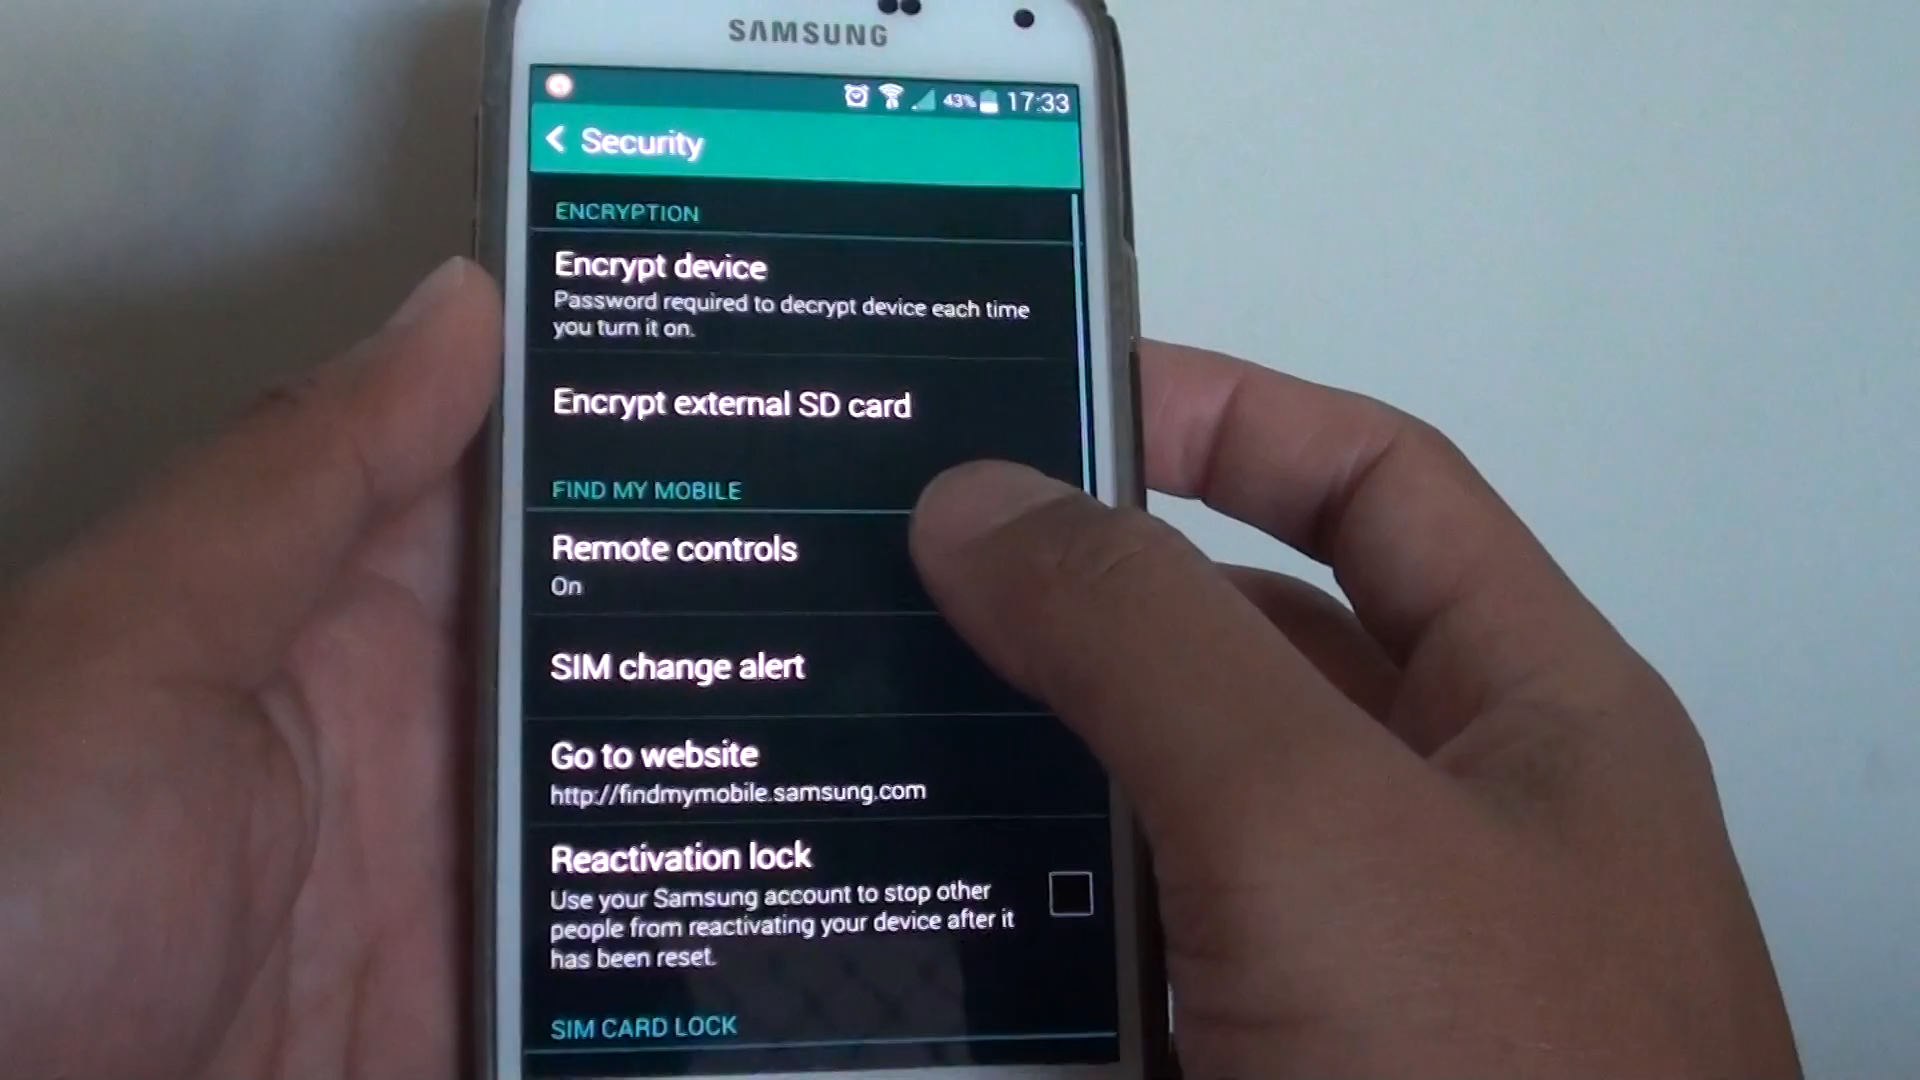 SAMSUNG
43% 17:33
Security
ENCRYPTION
Encrypt device
Password required to decrypt device each time
you turn it on.
Encrypt external SD card
FIND MY MOBILE
Remote controls
On
SIM change alert
Go to website
http://findmymobile.samsung.com
Reactivation lock
Use your Samsung account to stop other
people from reactivating your device after it
has been reset.
SIM CARD LOCK